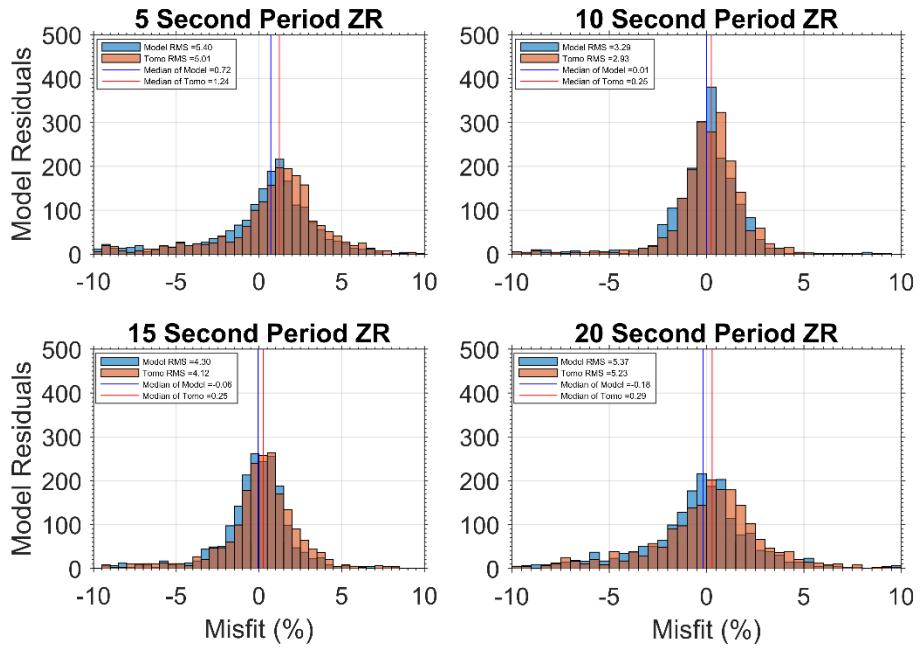 5 Second Period ZR
Model RMS =5.40
Tomo RMS =5.01
Median of Model =0.72
Median of Tomo =1.24
500
400
300
200
100
0
Model Residuals
-10
-5
0
5
10
10 Second Period ZR
Model RMS =3.29
Tomo RMS =2.93
Median of Model =0.01
Median of Tomo =0.25
500
400
300
200
100
0
-10
-5
0
5
10
15 Second Period ZR
Model RMS =4.30
Tomo RMS =4.12
Median of Model =-0.06
Median of Tomo =0.25
500
400
300
200
100
0
Model Residuals
-10
-5
0
5
10
Misfit (%)
20 Second Period ZR
Model RMS =5.37
Tomo RMS =5.23
Median of Model =-0.18
Median of Tomo =0.29
500
400
300
200
100
0
-10
-5
0
5
10
Misfit (%)